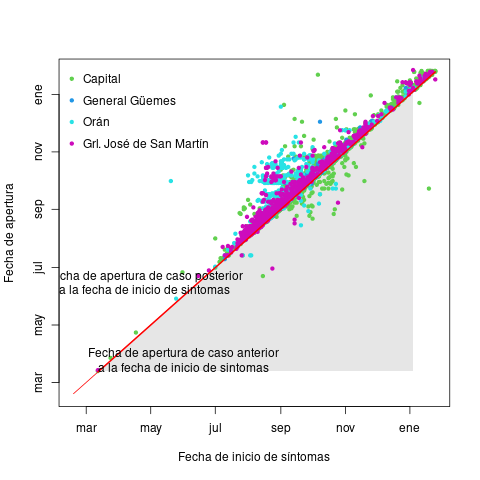 Capital
General Güemes
Orán
Grl. José de San Martín
cha de apertura de caso posterior
a la fecha de inicio de síntomas
Fecha de apertura de caso anterior
a la fecha de inicio de síntomas
Fecha de apertura
mar
may
jul
sep
nov
ene
mar
may
jul
sep
nov
ene
Fecha de inicio de síntomas